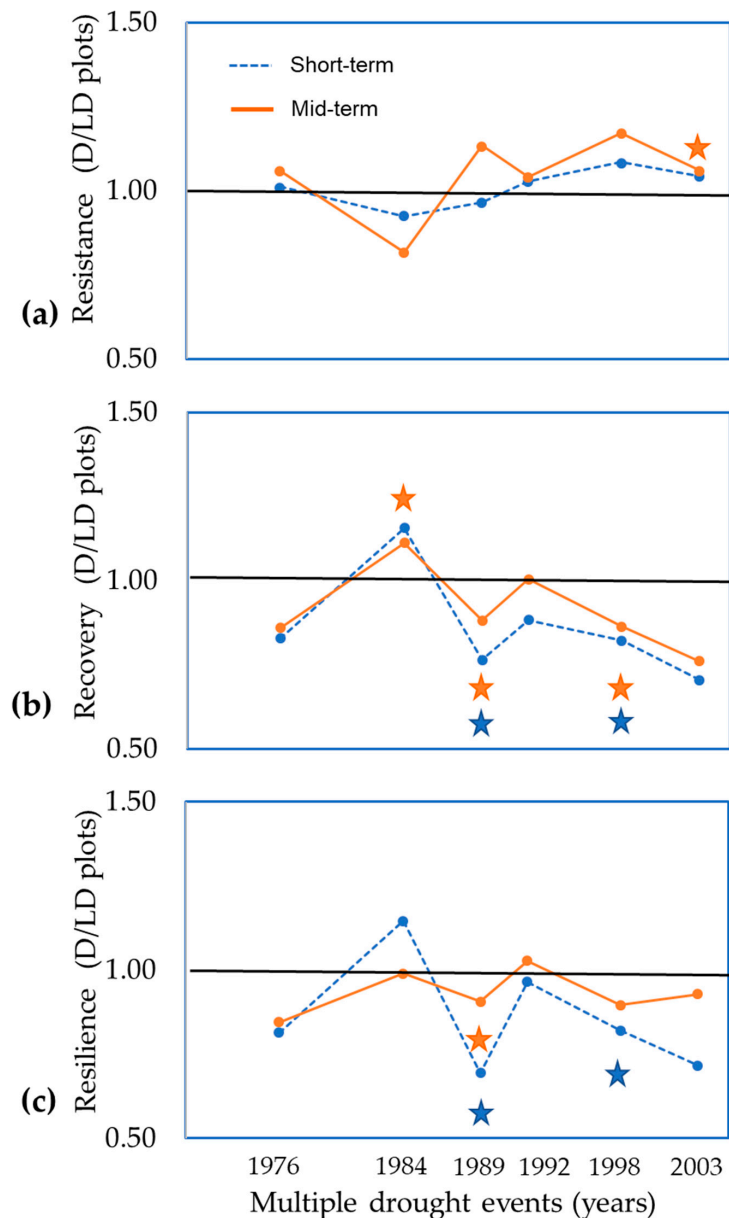 1.50
Short-term
Mid-term
1.00
0.50
Resistance (D/LD plots)
(a)
1.50
1.00
0.50
Recovery (D/LD plots)
(b)
1.50
1.00
0.50
Resilience (D/LD plots)
(c)
1976 1984 1989 1992 1998 2003
Multiple drought events (years)